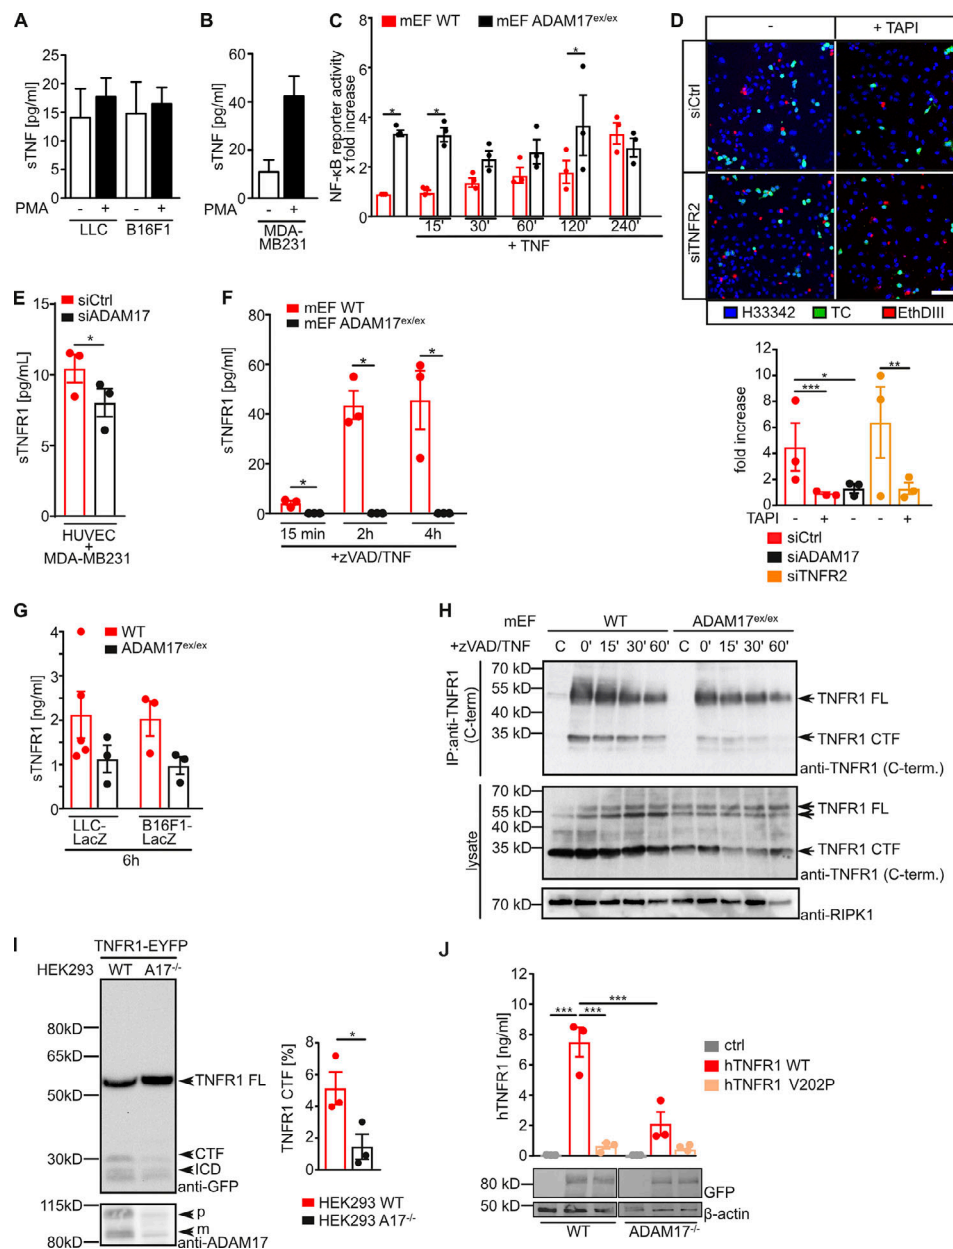 A
sTNF [pg/ml]
25
20
15
10
5
0
PMA - + - +
LLC B16F1
B
sTNF [pg/ml]
60
40
20
0
PMA - +
MDA-
MB231
C
mEF WT mEF ADAM17ex/ex
NF-kB reporter activity
x fold increase
6
4
2
0
* * *
15' 30' 60' 120' 240'
+ TNF
D
- + TAPI
siCtrl
siTNFR2
H33342 TC EthDIII
fold increase
12
10
8
6
4
2
0
*
***
**
TAPI - + - - +
siCtrl
siADAM17
siTNFR2
E
siCtrl
siADAM17
sTNFR1 [pg/mL]
15
10
5
0
*
HUVEC
+
MDA-MB231
F
mEF WT
mEF ADAM17ex/ex
sTNFR1 [pg/ml]
80
60
40
20
0
* * *
15 min 2h 4h
+zVAD/TNF
G
WT
ADAM17ex/ex
sTNFR1 [ng/ml]
4
3
2
1
0
LLC-
LacZ
B16F1-
LacZ
6h
H
mEF WT ADAM17ex/ex
+zVAD/TNF C 0' 15' 30' 60' C 0' 15' 30' 60'
IP:anti-TNFR1
(C-term)
70 kD
55 kD
40 kD
35 kD
TNFR1 FL
TNFR1 CTF
anti-TNFR1 (C-term.)
lysate
70 kD
55 kD
40 kD
35 kD
TNFR1 FL
TNFR1 CTF
anti-TNFR1 (C-term.)
70 kD
anti-RIPK1
I
TNFR1-EYFP
HEK293 WT A17-/-
80kD
65kD
50kD
30kD
TNFR1 FL
CTF
ICD
anti-GFP
115kD
80kD
p
m
anti-ADAM17
TNFR1 CTF [%]
8
6
4
2
0
*
HEK293 WT
HEK293 A17-/-
J
hTNFR1 [ng/ml]
12
10
8
6
4
2
0
***
*** ***
ctrl
hTNFR1 WT
hTNFR1 V202P
80 kD
GFP
50 kD
β-actin
WT ADAM17-/-